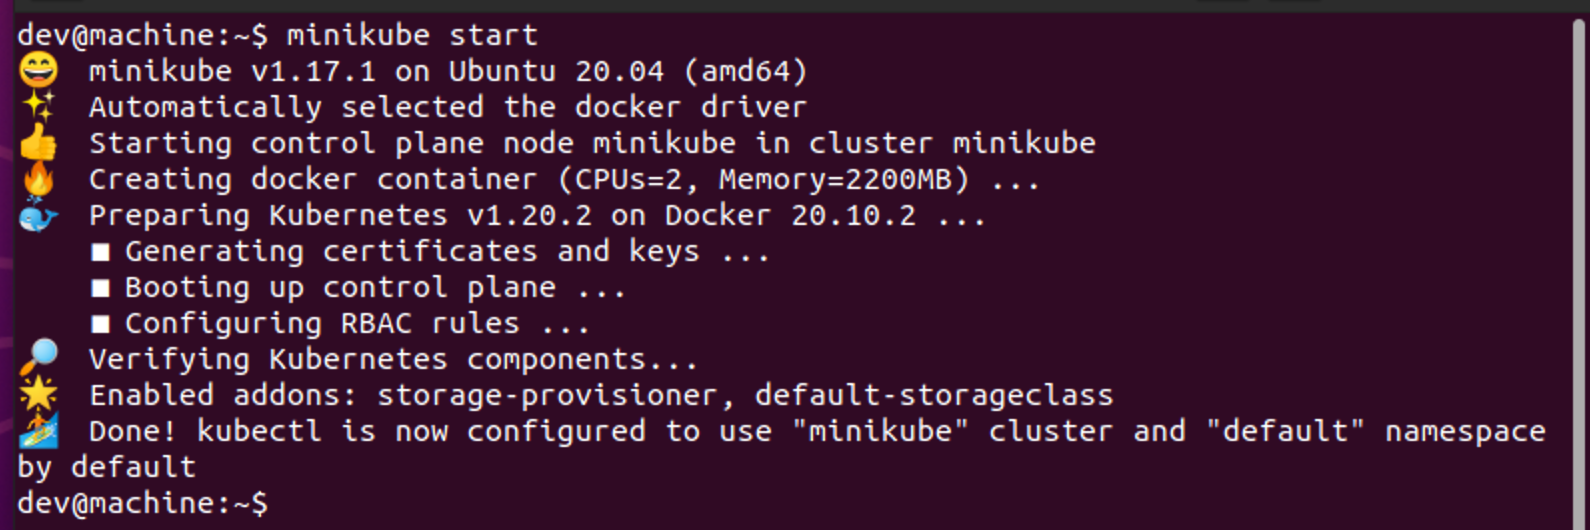 dev@machine:~$ minikube start
😄  minikube v1.17.1 on Ubuntu 20.04 (amd64)
✨  Automatically selected the docker driver
👍  Starting control plane node minikube in cluster minikube
🔥  Creating docker container (CPUs=2, Memory=2200MB) ...
🐳  Preparing Kubernetes v1.20.2 on Docker 20.10.2 ...
    ■ Generating certificates and keys ...
    ■ Booting up control plane ...
    ■ Configuring RBAC rules ...
🔎  Verifying Kubernetes components...
🌟  Enabled addons: storage-provisioner, default-storageclass
🏄  Done! kubectl is now configured to use "minikube" cluster and "default" namespace
by default
dev@machine:~$